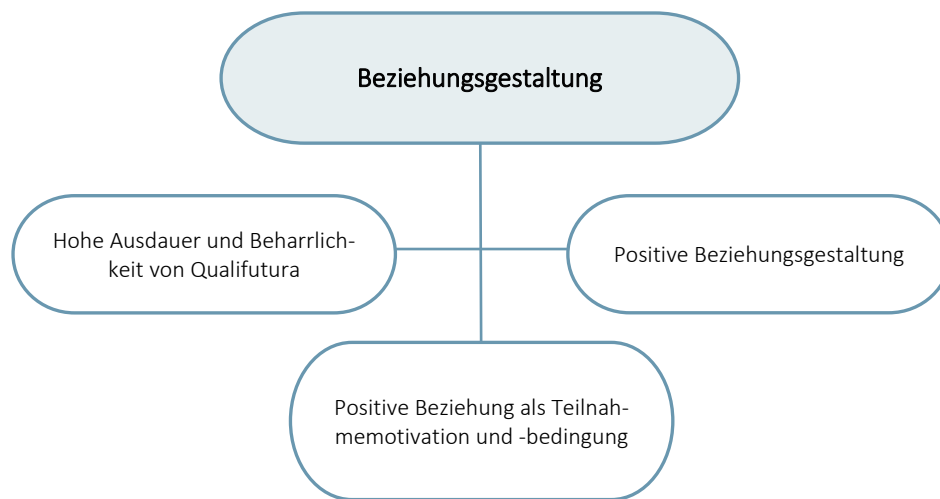 Beziehungsgestaltung
Hohe Ausdauer und Beharrlich-
keit von Qualifutura
Positive Beziehungsgestaltung
Positive Beziehung als Teilnah-
memotivation und -bedingung